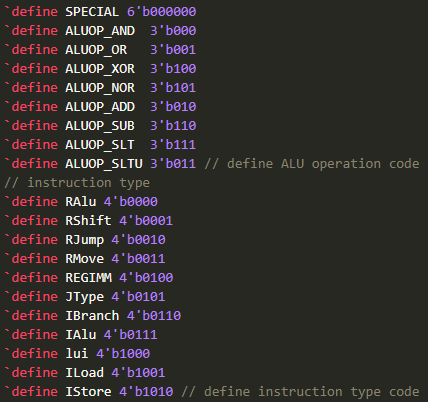 `define SPECIAL 6'b000000
`define ALUOP_AND  3'b000
`define ALUOP_OR   3'b001
`define ALUOP_XOR  3'b100
`define ALUOP_NOR  3'b101
`define ALUOP_ADD  3'b010
`define ALUOP_SUB  3'b110
`define ALUOP_SLT  3'b111
`define ALUOP_SLTU 3'b011 // define ALU operation code
// instruction type
`define RAlu 4'b0000
`define RShift 4'b0001
`define RJump 4'b0010
`define RMove 4'b0011
`define REGIMM 4'b0100
`define JType 4'b0101
`define IBranch 4'b0110
`define IAlu 4'b0111
`define lui 4'b1000
`define ILoad 4'b1001
`define IStore 4'b1010 // define instruction type code